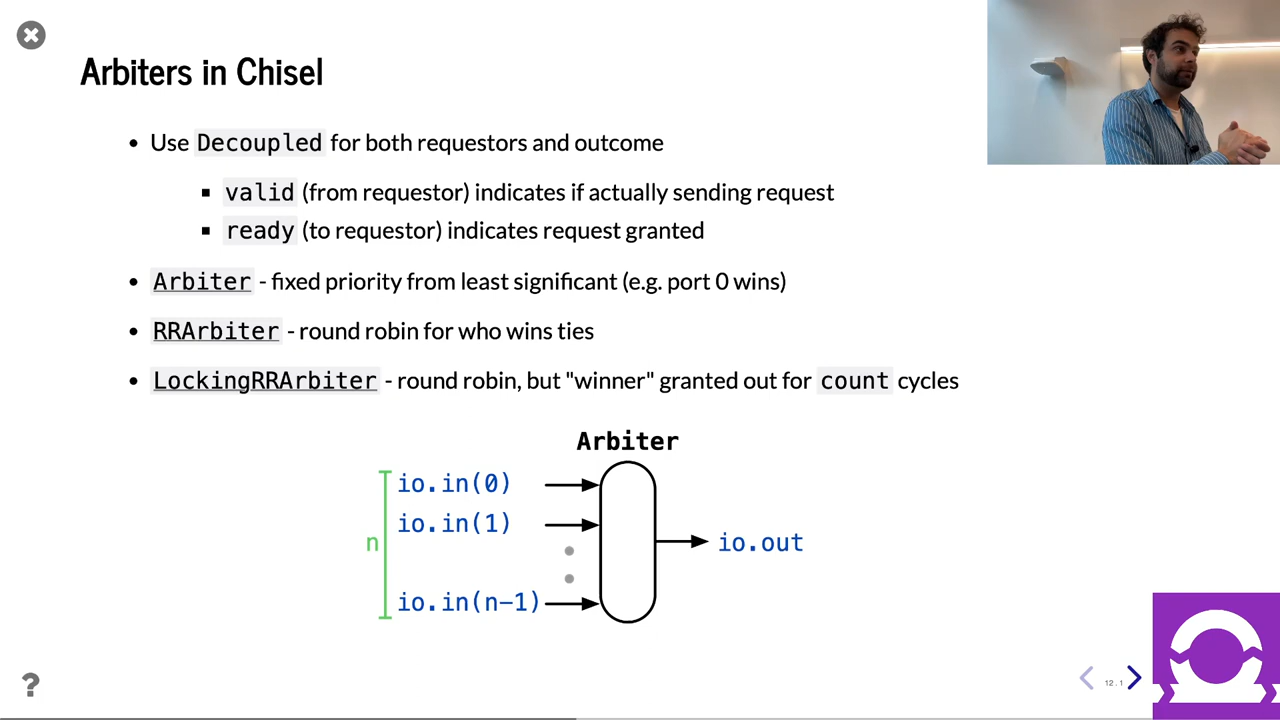 Arbiters in Chisel
• Use Decoupled for both requestors and outcome
▪ valid (from requestor) indicates if actually sending request
▪ ready (to requestor) indicates request granted
• Arbiter - fixed priority from least significant (e.g. port 0 wins)
• RRArbiter - round robin for who wins ties
• LockingRRArbiter - round robin, but "winner" granted out for count cycles
Arbiter
io.in(0)
io.in(1)
n
io.out
io.in(n-1)
?
12.1